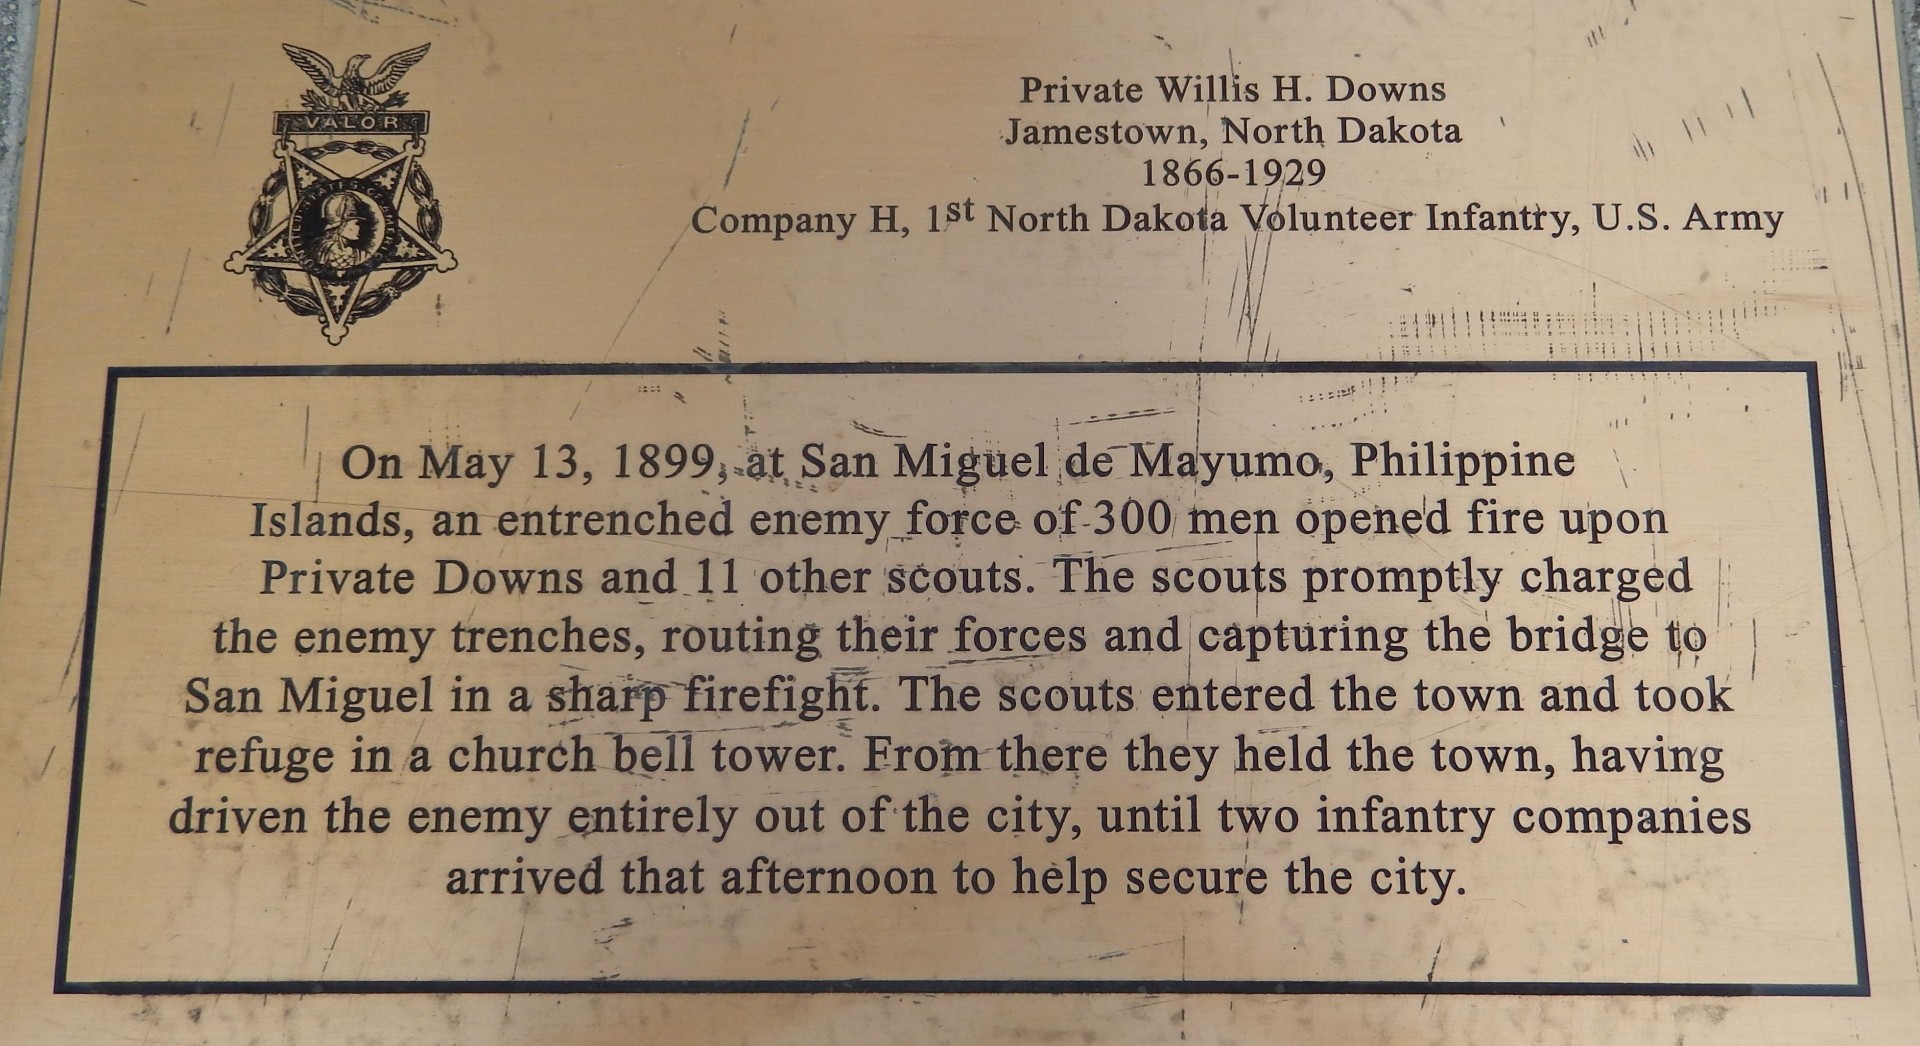 VALOR
Private Willis H. Downs
Jamestown, North Dakota
1866-1929
Company H, 1st North Dakota Volunteer Infantry, U.S. Army
On May 13, 1899, at San Miguel de Mayumo, Philippine
Islands, an entrenched enemy force of 300 men opened fire upon
Private Downs and 11 other scouts. The scouts promptly charged
the enemy trenches, routing their forces and capturing the bridge to
San Miguel in a sharp firefight. The scouts entered the town and took
refuge in a church bell tower. From there they held the town, having
driven the enemy entirely out of the city, until two infantry companies
arrived that afternoon to help secure the city.